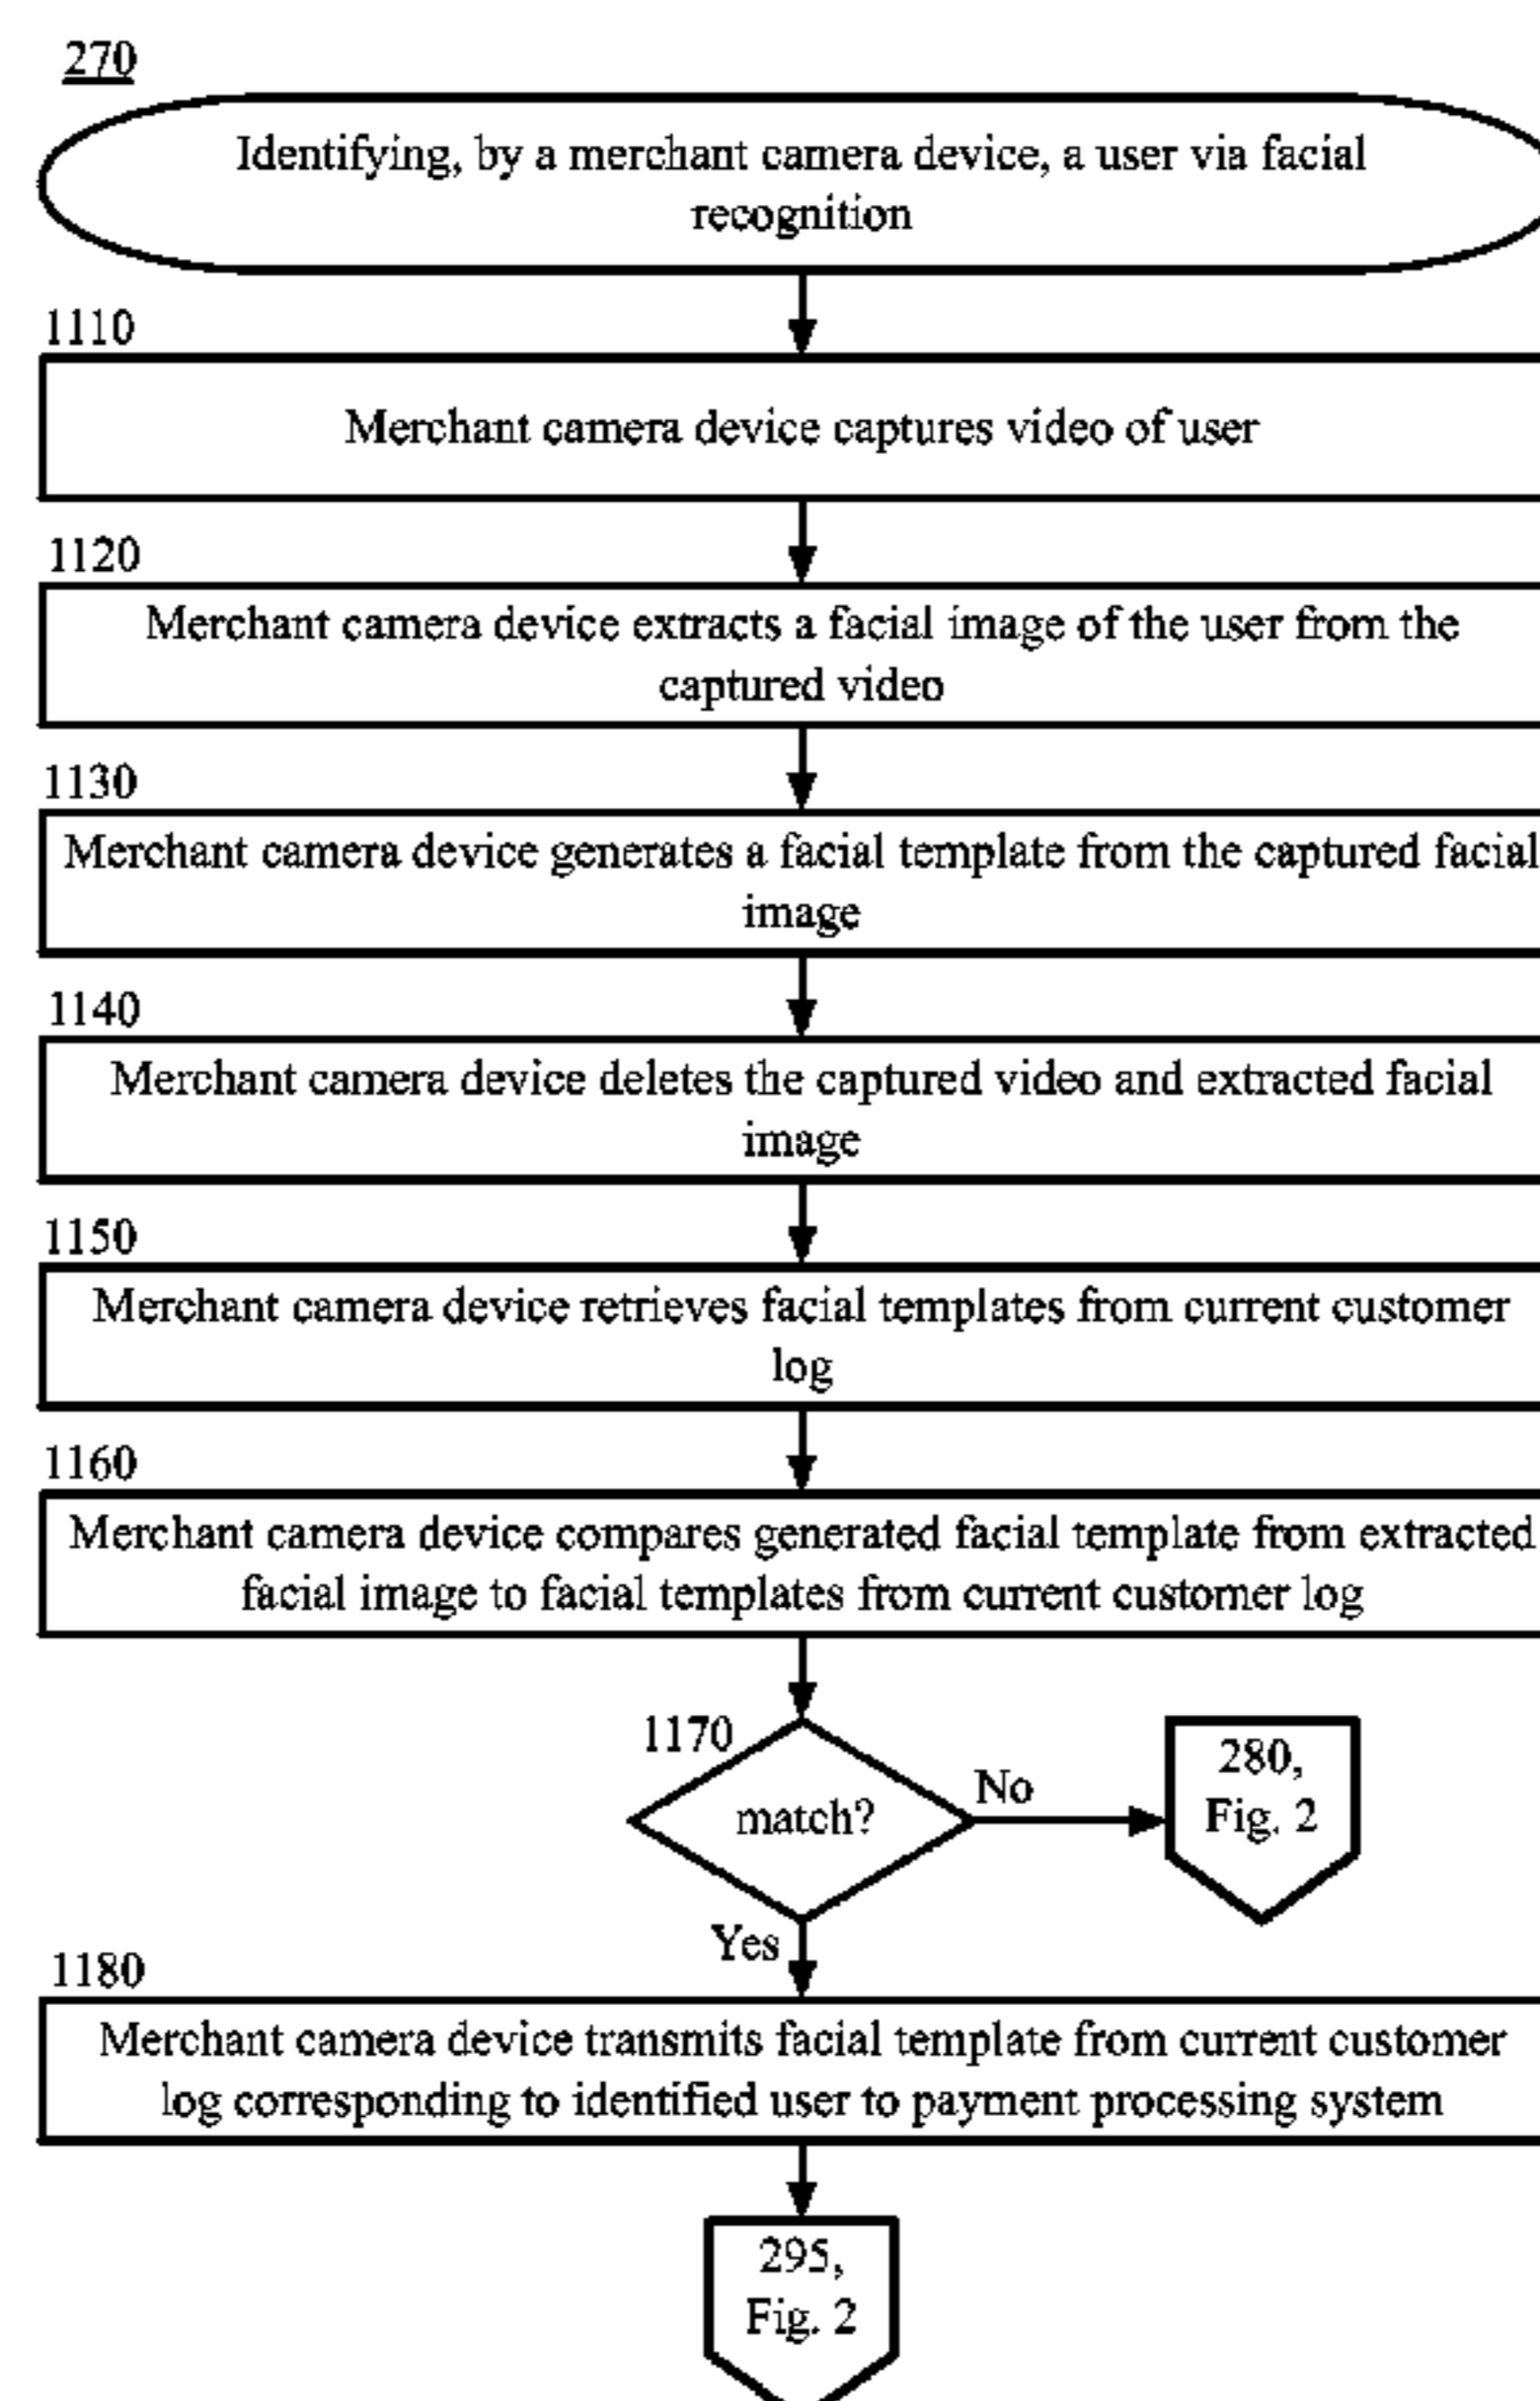 270
Identifying, by a merchant camera device, a user via facial
recognition
1110
Merchant camera device captures video of user
1120
Merchant camera device extracts a facial image of the user from the
captured video
1130
Merchant camera device generates a facial template from the captured facial
image
1140
Merchant camera device deletes the captured video and extracted facial
image
1150
Merchant camera device retrieves facial templates from current customer
log
1160
Merchant camera device compares generated facial template from extracted
facial image to facial templates from current customer log
1170
match?
No
280,
Fig. 2
Yes
1180
Merchant camera device transmits facial template from current customer
log corresponding to identified user to payment processing system
295,
Fig. 2